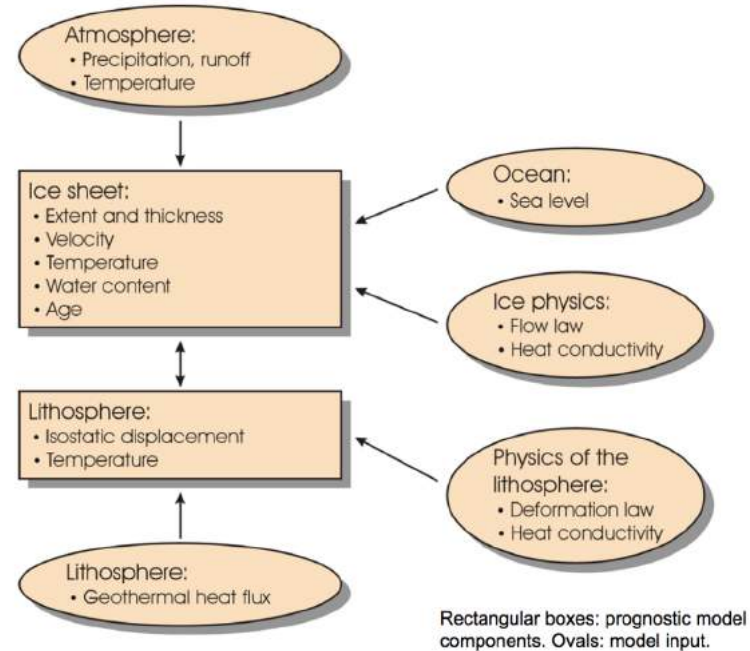 Atmosphere:
• Precipitation, runoff
• Temperature
Ice sheet:
• Extent and thickness
• Velocity
• Temperature
• Water content
• Age
Ocean:
• Sea level
Ice physics:
• Flow law
• Heat conductivity
Lithosphere:
• Isostatic displacement
• Temperature
Physics of the
lithosphere:
• Deformation law
• Heat conductivity
Lithosphere:
• Geothermal heat flux
Rectangular boxes: prognostic model
components. Ovals: model input.